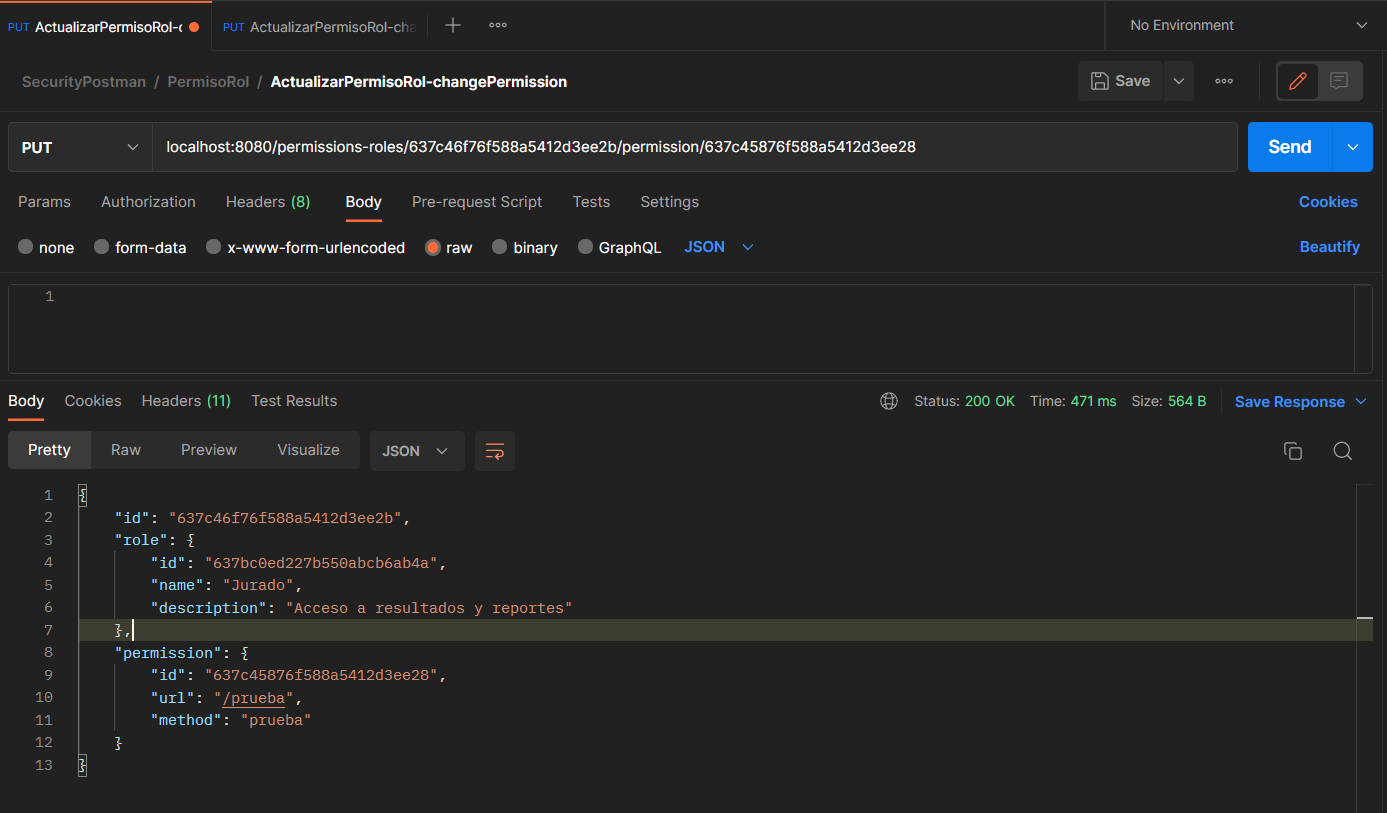 PUT ActualizarPermisoRol-c PUT ActualizarPermisoRol-cha No Environment
SecurityPostman / PermisoRol / ActualizarPermisoRol-changePermission Save
PUT localhost:8080/permissions-roles/637c46f76f588a5412d3ee2b/permission/637c45876f588a5412d3ee28 Send
Params Authorization Headers (8) Body Pre-request Script Tests Settings Cookies
none form-data x-www-form-urlencoded raw binary GraphQL JSON Beautify
1
Body Cookies Headers (11) Test Results Status: 200 OK Time: 471 ms Size: 564 B Save Response
Pretty Raw Preview Visualize JSON
1 {
2 "id": "637c46f76f588a5412d3ee2b",
3 "role": {
4 "id": "637bc0ed227b550abcb6ab4a",
5 "name": "Jurado",
6 "description": "Acceso a resultados y reportes"
7 },
8 "permission": {
9 "id": "637c45876f588a5412d3ee28",
10 "url": "/prueba",
11 "method": "prueba"
12 }
13 }